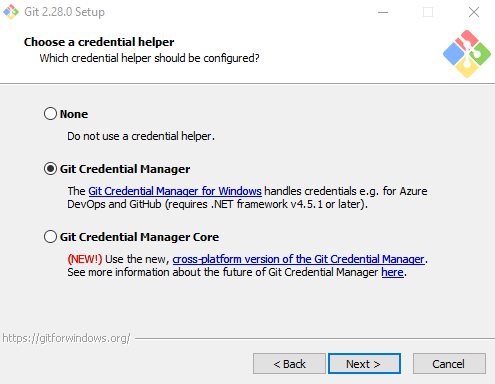 Git 2.28.0 Setup
Choose a credential helper
Which credential helper should be configured?
None
Do not use a credential helper.
Git Credential Manager
The Git Credential Manager for Windows handles credentials e.g. for Azure
DevOps and GitHub (requires .NET framework v4.5.1 or later).
Git Credential Manager Core
(NEW!) Use the new, cross-platform version of the Git Credential Manager.
See more information about the future of Git Credential Manager here.
https://gitforwindows.org/
< Back Next > Cancel